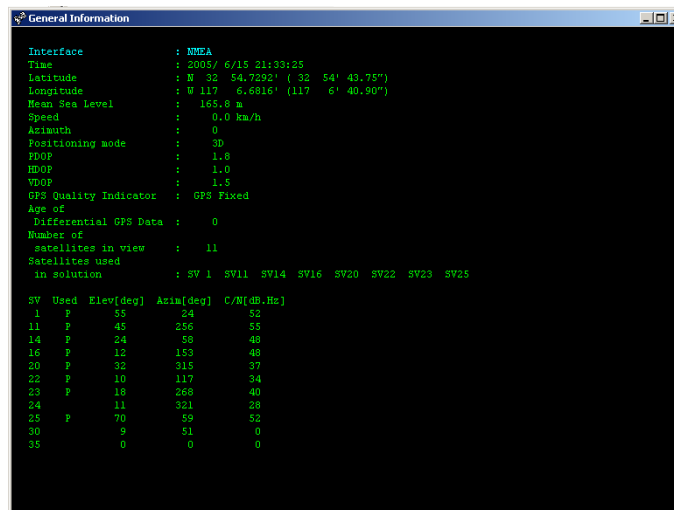 General Information
Interface : NMEA
Time : 2005/ 6/15 21:33:25
Latitude : N 32 54.7292' ( 32 54' 43.75")
Longitude : W 117 6.6816' (117 6' 40.90")
Mean Sea Level : 165.8 m
Speed : 0.0 km/h
Azimuth : 0
Positioning mode : 3D
PDOP : 1.8
HDOP : 1.0
VDOP : 1.5
GPS Quality Indicator : GPS Fixed
Age of
Differential GPS Data : 0
Number of
satellites in view : 11
Satellites used
in solution : SV 1 SV11 SV14 SV16 SV20 SV22 SV23 SV25
SV Used Elev[deg] Azim[deg] C/N[dB.Hz]
1 P 55 24 52
11 P 45 256 55
14 P 24 58 48
16 P 12 153 48
20 P 32 315 37
22 P 10 117 34
23 P 18 268 40
24 11 321 28
25 P 70 59 52
30 9 51 0
35 0 0 0